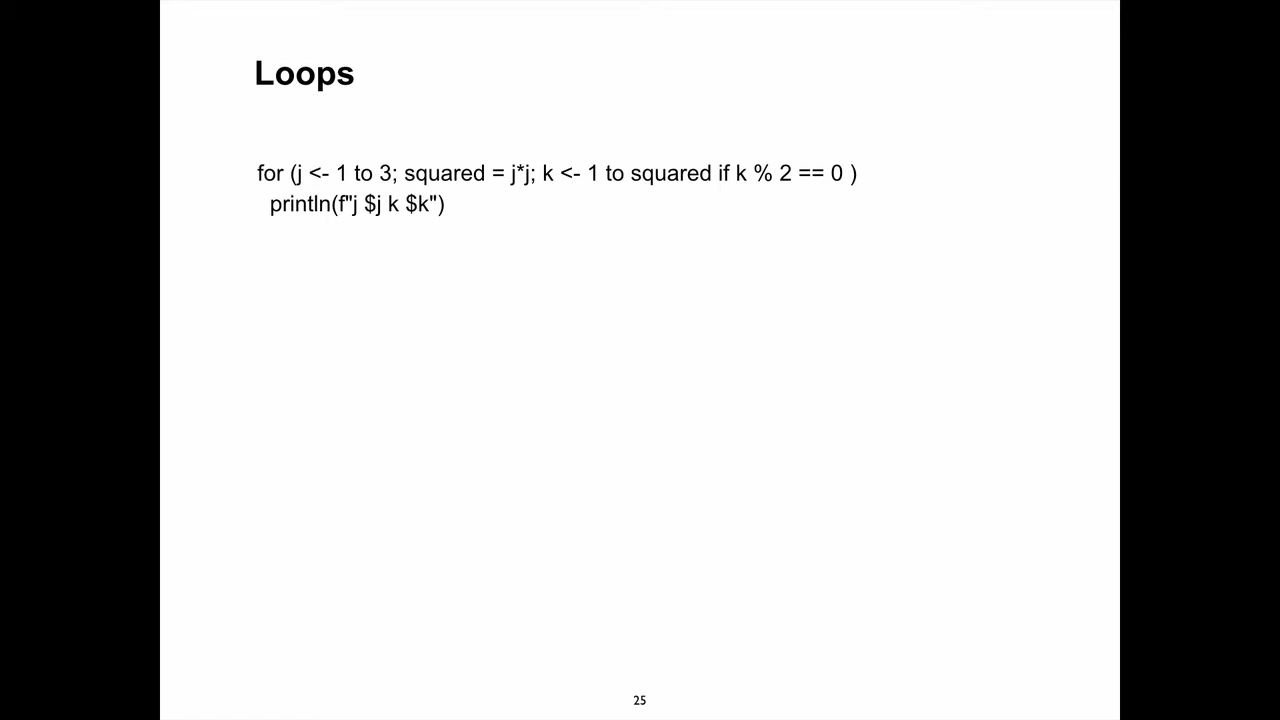 Loops
for (j <- 1 to 3; squared = j*j; k <- 1 to squared if k % 2 == 0 )
println(f"j $j k $k")
25